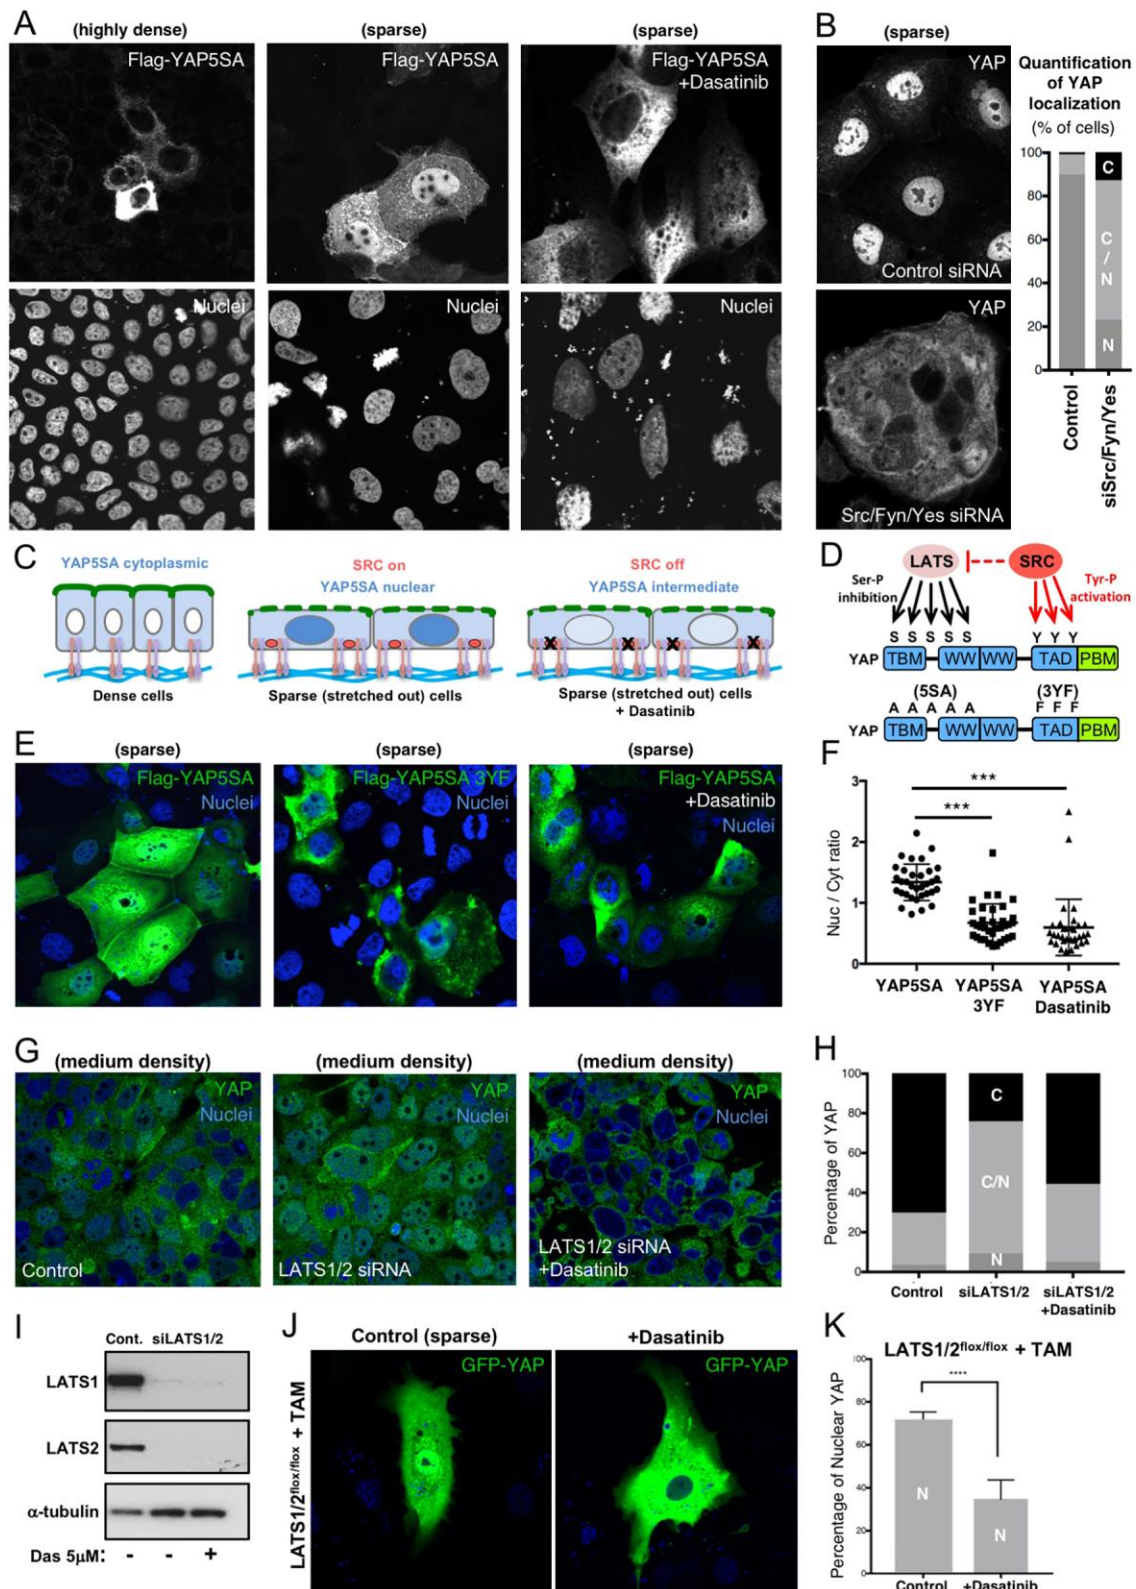 A
(highly dense)
Flag-YAP5SA
(sparse)
Flag-YAP5SA
(sparse)
Flag-YAP5SA
+Dasatinib
Nuclei
Nuclei
Nuclei
B
(sparse)
YAP
Control siRNA
YAP
Src/Fyn/Yes siRNA
Quantification
of YAP
localization
(% of cells)
100
80
60
40
20
0
C
C
/
N
N
Control
siSrc/Fyn/Yes
C
YAP5SA cytoplasmic
Dense cells
SRC on
YAP5SA nuclear
Sparse (stretched out) cells
SRC off
YAP5SA intermediate
X X X X
Sparse (stretched out) cells
+ Dasatinib
D
LATS
SRC
Ser-P
inhibition
Tyr-P
activation
S S S S S
Y Y Y
YAP TBM WW WW TAD PBM
(5SA)
(3YF)
A A A A A
F F F
YAP TBM WW WW TAD PBM
E
(sparse)
Flag-YAP5SA
Nuclei
(sparse)
Flag-YAP5SA 3YF
Nuclei
(sparse)
Flag-YAP5SA
+Dasatinib
Nuclei
F
Nuc / Cyt ratio
3
2
1
0
***
***
YAP5SA
YAP5SA
3YF
YAP5SA
Dasatinib
G
(medium density)
YAP
Nuclei
Control
(medium density)
YAP
Nuclei
LATS1/2 siRNA
(medium density)
YAP
Nuclei
LATS1/2 siRNA
+Dasatinib
H
Percentage of YAP
100
80
60
40
20
0
C
C/N
N
Control
siLATS1/2
siLATS1/2
+Dasatinib
I
Cont. siLATS1/2
LATS1
LATS2
α-tubulin
Das 5μM: - - +
J
Control (sparse)
GFP-YAP
+Dasatinib
GFP-YAP
LATS1/2flox/flox + TAM
K
LATS1/2flox/flox + TAM
Percentage of Nuclear YAP
100
80
60
40
20
0
****
N
N
Control
+Dasatinib